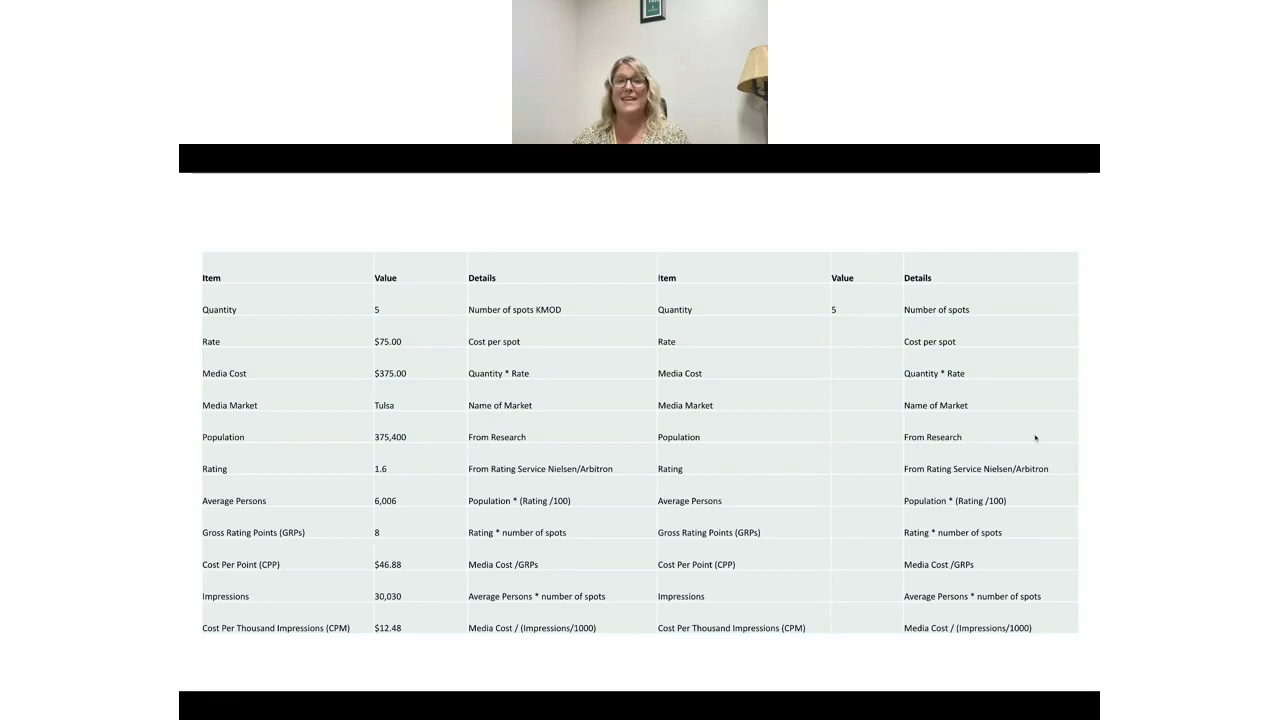 Item Value Details Item Value Details
Quantity 5 Number of spots KMOD Quantity 5 Number of spots
Rate $75.00 Cost per spot Rate Cost per spot
Media Cost $375.00 Quantity * Rate Media Cost Quantity * Rate
Media Market Tulsa Name of Market Media Market Name of Market
Population 375,400 From Research Population From Research
Rating 1.6 From Rating Service Nielsen/Arbitron Rating From Rating Service Nielsen/Arbitron
Average Persons 6,006 Population * (Rating /100) Average Persons Population * (Rating /100)
Gross Rating Points (GRPs) 8 Rating * number of spots Gross Rating Points (GRPs) Rating * number of spots
Cost Per Point (CPP) $46.88 Media Cost /GRPs Cost Per Point (CPP) Media Cost /GRPs
Impressions 30,030 Average Persons * number of spots Impressions Average Persons * number of spots
Cost Per Thousand Impressions (CPM) $12.48 Media Cost / (Impressions/1000) Cost Per Thousand Impressions (CPM) Media Cost / (Impressions/1000)